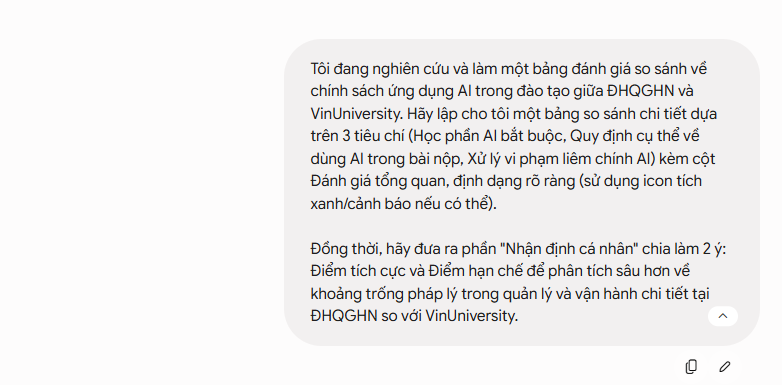 Tôi đang nghiên cứu và làm một bảng đánh giá so sánh về
chính sách ứng dụng AI trong đào tạo giữa ĐHQGHN và
VinUniversity. Hãy lập cho tôi một bảng so sánh chi tiết dựa
trên 3 tiêu chí (Học phần AI bắt buộc, Quy định cụ thể về
dùng AI trong bài nộp, Xử lý vi phạm liêm chính AI) kèm cột
Đánh giá tổng quan, định dạng rõ ràng (sử dụng icon tích
xanh/cảnh báo nếu có thể).
Đồng thời, hãy đưa ra phần "Nhận định cá nhân" chia làm 2 ý:
Điểm tích cực và Điểm hạn chế để phân tích sâu hơn về
khoảng trống pháp lý trong quản lý và vận hành chi tiết tại
ĐHQGHN so với VinUniversity.